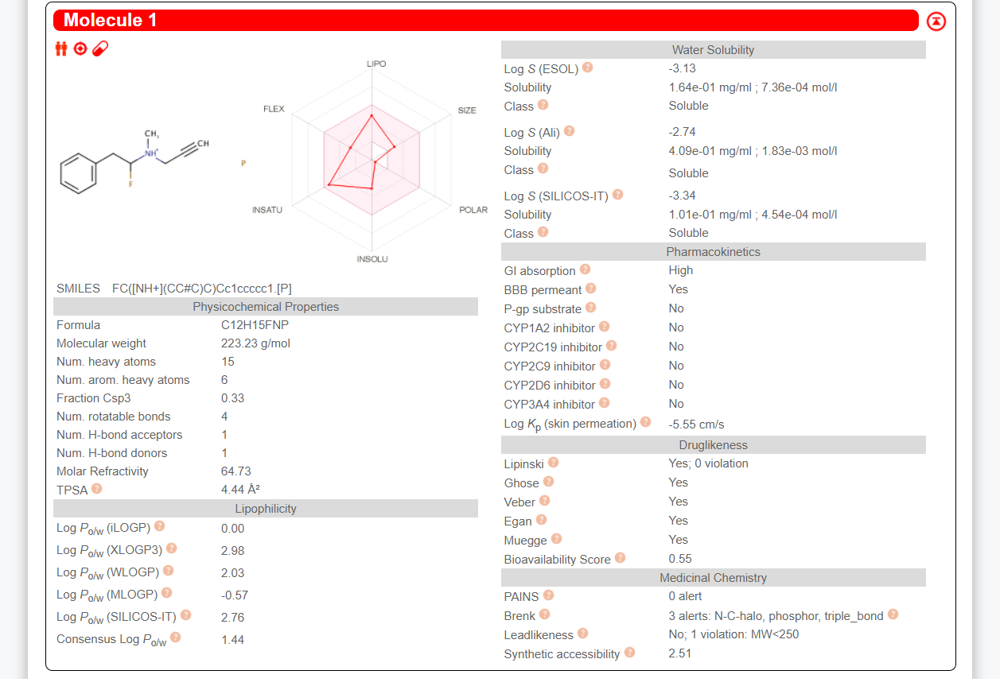 Molecule 1
LIPO
FLEX
SIZE
CH,
NH+
CH
F
P
INSATU
POLAR
INSOLU
SMILES FC([NH+](CC#C)C)Cc1ccccc1.[P]
Physicochemical Properties
Formula C12H15FNP
Molecular weight 223.23 g/mol
Num. heavy atoms 15
Num. arom. heavy atoms 6
Fraction Csp3 0.33
Num. rotatable bonds 4
Num. H-bond acceptors 1
Num. H-bond donors 1
Molar Refractivity 64.73
TPSA ? 4.44 Å²
Lipophilicity
Log Po/w (iLOGP) ? 0.00
Log Po/w (XLOGP3) ? 2.98
Log Po/w (WLOGP) ? 2.03
Log Po/w (MLOGP) ? -0.57
Log Po/w (SILICOS-IT) ? 2.76
Consensus Log Po/w ? 1.44
Water Solubility
Log S (ESOL) ? -3.13
Solubility 1.64e-01 mg/ml ; 7.36e-04 mol/l
Class ? Soluble
Log S (Ali) ? -2.74
Solubility 4.09e-01 mg/ml ; 1.83e-03 mol/l
Class ? Soluble
Log S (SILICOS-IT) ? -3.34
Solubility 1.01e-01 mg/ml ; 4.54e-04 mol/l
Class ? Soluble
Pharmacokinetics
GI absorption ? High
BBB permeant ? Yes
P-gp substrate ? No
CYP1A2 inhibitor ? No
CYP2C19 inhibitor ? No
CYP2C9 inhibitor ? No
CYP2D6 inhibitor ? No
CYP3A4 inhibitor ? No
Log Kp (skin permeation) ? -5.55 cm/s
Druglikeness
Lipinski ? Yes; 0 violation
Ghose ? Yes
Veber ? Yes
Egan ? Yes
Muegge ? Yes
Bioavailability Score ? 0.55
Medicinal Chemistry
PAINS ? 0 alert
Brenk ? 3 alerts: N-C-halo, phosphor, triple_bond ?
Leadlikeness ? No; 1 violation: MW<250
Synthetic accessibility ? 2.51